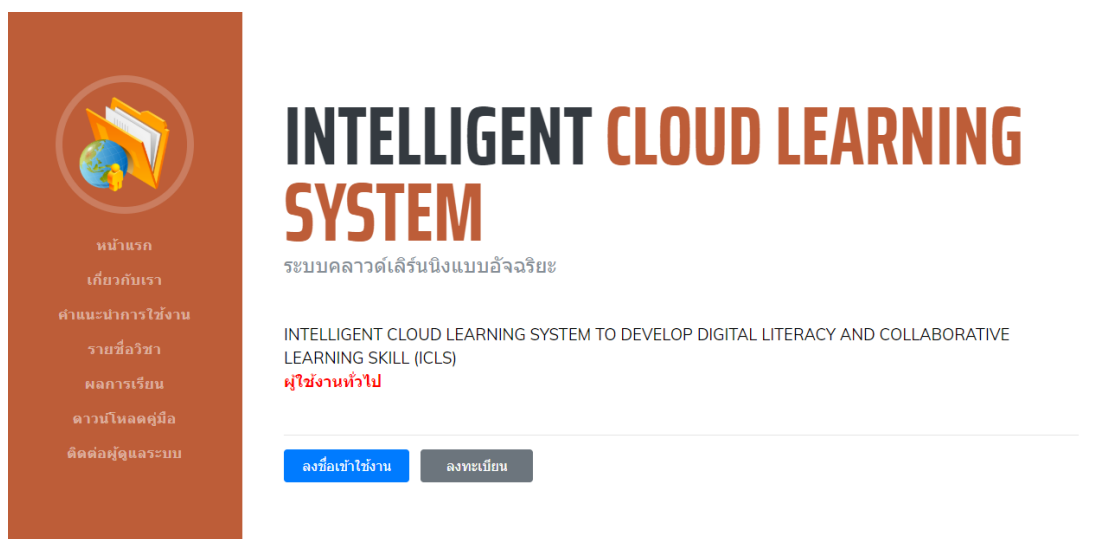 หน้าแรก
เกี่ยวกับเรา
คำแนะนำการใช้งาน
รายชื่อวิชา
ผลการเรียน
ดาวน์โหลดคู่มือ
ติดต่อผู้ดูแลระบบ
INTELLIGENT CLOUD LEARNING
SYSTEM
ระบบคลาวด์เลิร์นนิงแบบอัจฉริยะ
INTELLIGENT CLOUD LEARNING SYSTEM TO DEVELOP DIGITAL LITERACY AND COLLABORATIVE
LEARNING SKILL (ICLS)
ผู้ใช้งานทั่วไป
ลงชื่อเข้าใช้งาน
ลงทะเบียน